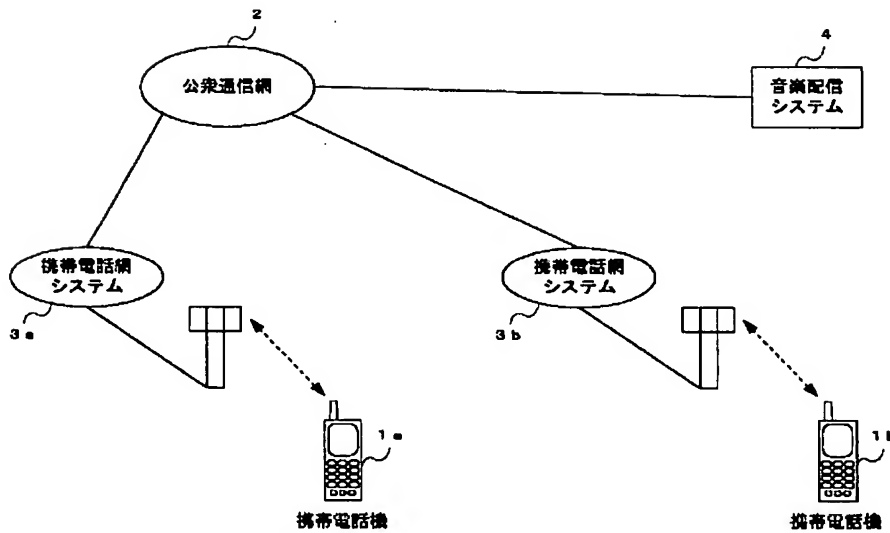 2
4
公衆通信網
音楽配信
システム
携帯電話網
システム
携帯電話網
システム
3a
3b
1a
1b
携帯電話機
携帯電話機